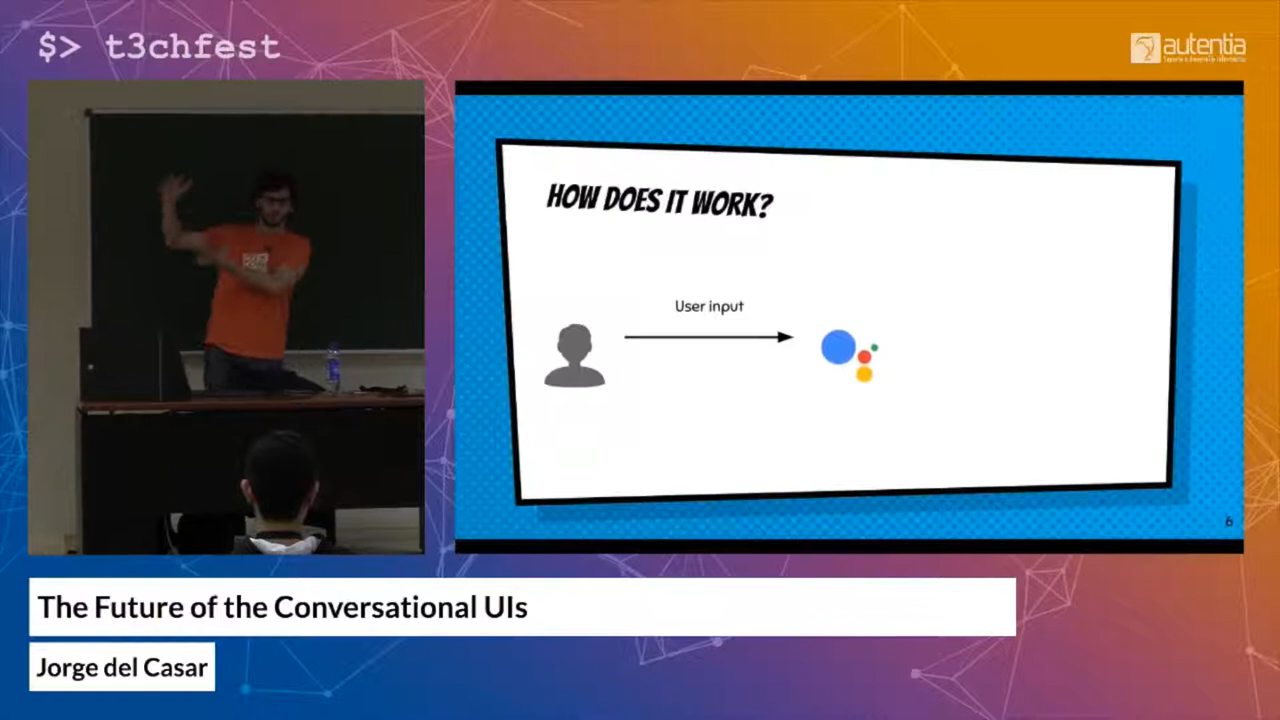 $> t3chfest
autentia
HOW DOES IT WORK?
User input
6
The Future of the Conversational UIs
Jorge del Casar